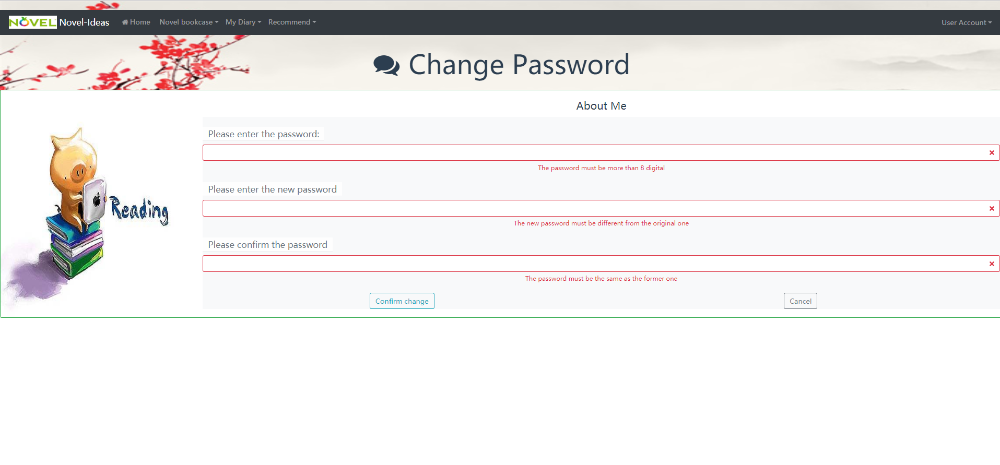 NOVEL Novel-Ideas Home Novel bookcase My Diary Recommend User Account
Change Password
About Me
Please enter the password:
The password must be more than 8 digital
Please enter the new password
The new password must be different from the original one
Reading
Please confirm the password
The password must be the same as the former one
Confirm change Cancel